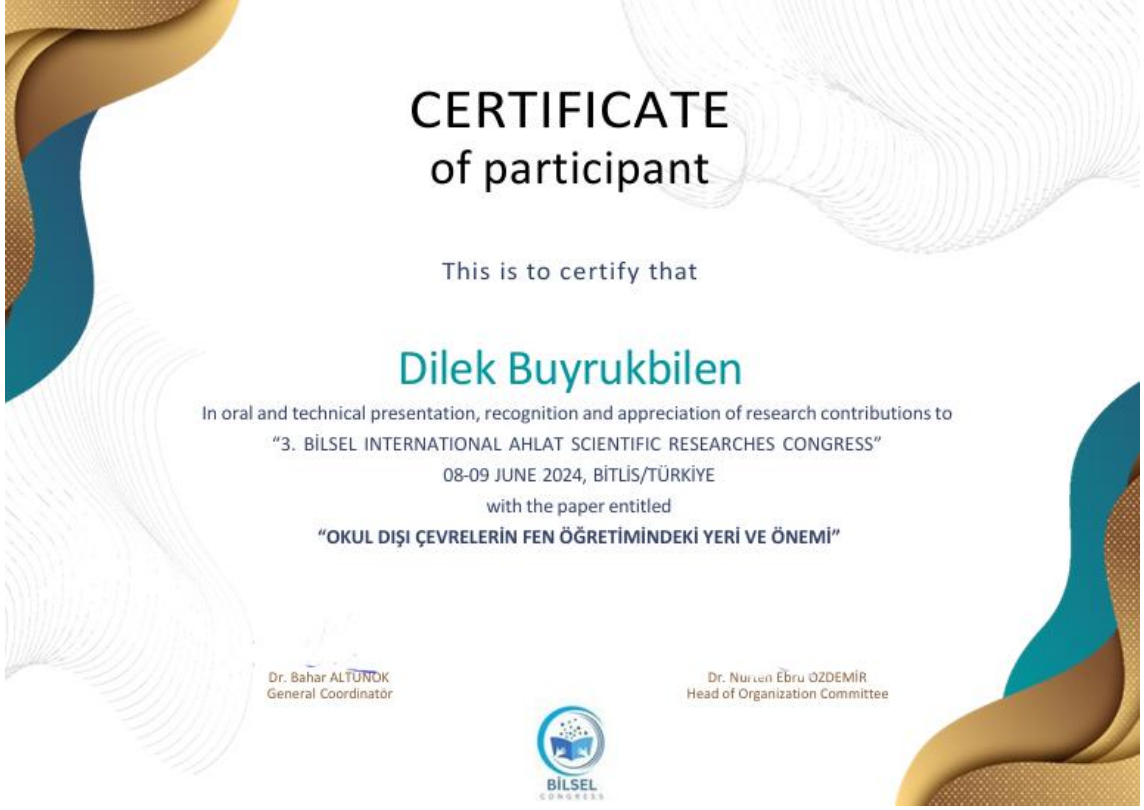 CERTIFICATE
of participant
This is to certify that
Dilek Buyrukbilen
In oral and technical presentation, recognition and appreciation of research contributions to
“3. BİLSEL INTERNATIONAL AHLAT SCIENTIFIC RESEARCHES CONGRESS”
08-09 JUNE 2024, BİTLİS/TÜRKİYE
with the paper entitled
“OKUL DIŞI ÇEVRELERİN FEN ÖĞRETİMİNDEKİ YERİ VE ÖNEMİ”
Dr. Bahar ALTUNOK
General Coordinatör
Dr. Nurten Ebru ÖZDEMİR
Head of Organization Committee
BİLSEL
CONGRESS